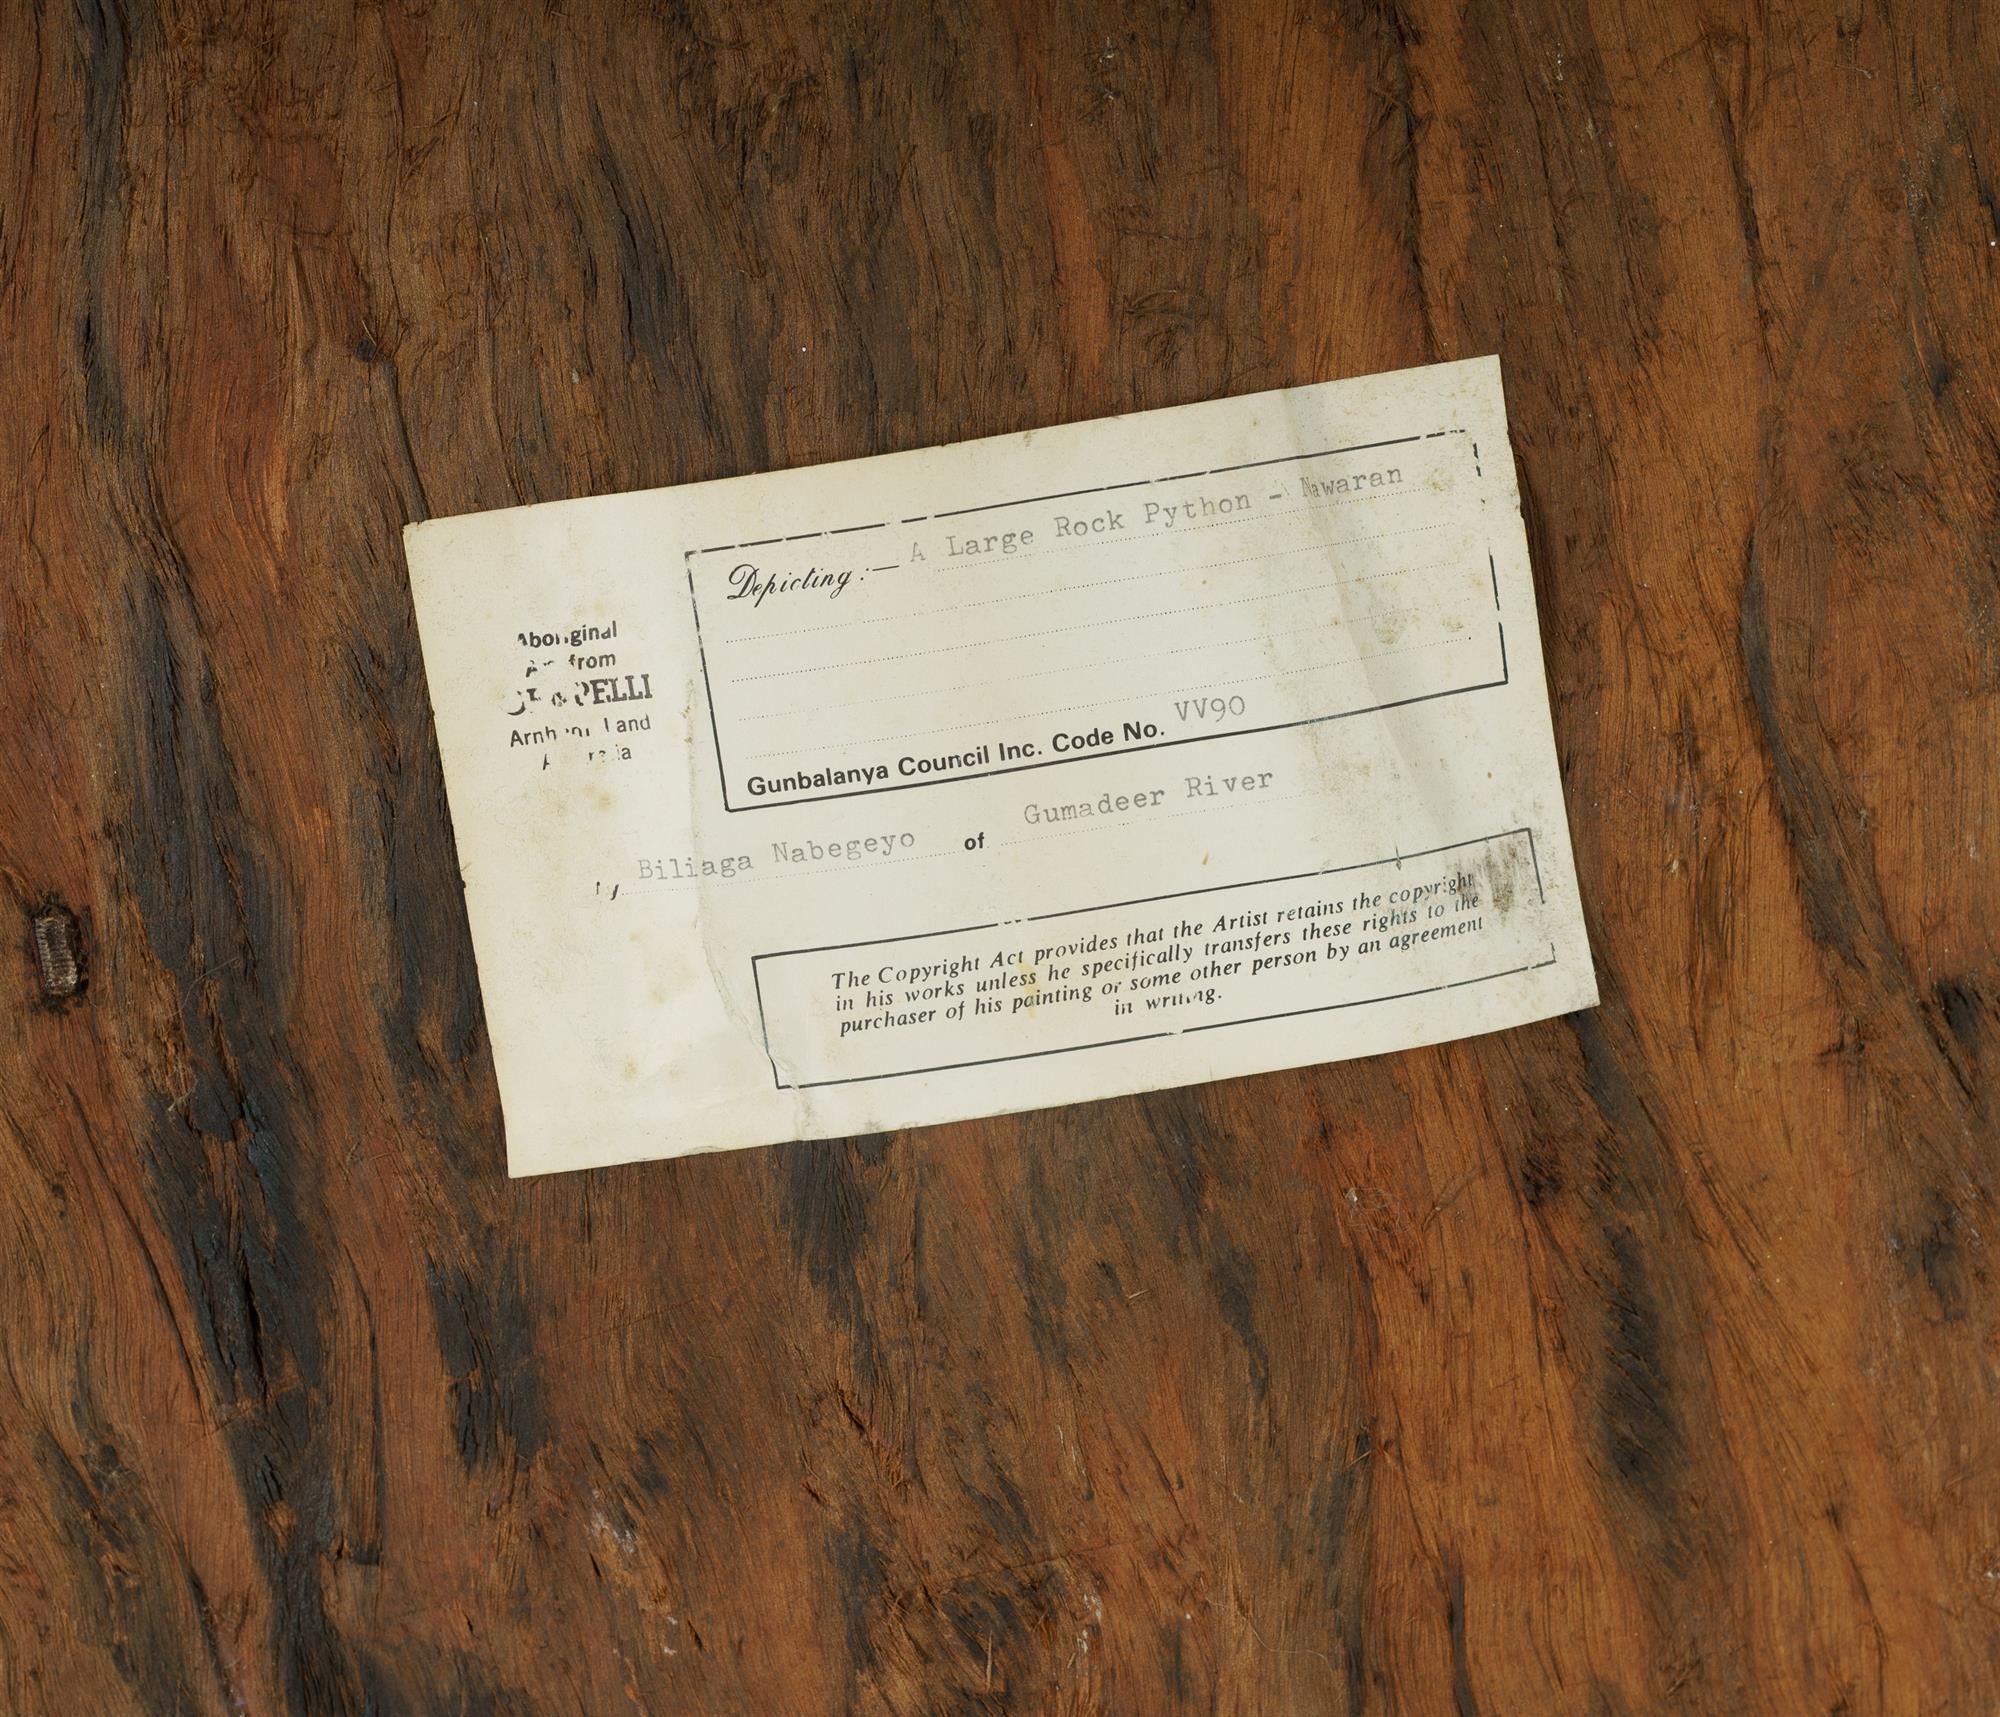 Aboriginal
from
Depicting :— A Large Rock Python - Nawaran
Gunbalanya Council Inc. Code No. VV90
Biliaga Nabegeyo of Gumadeer River
The Copyright Act provides that the Artist retains the copyright
in his works unless he specifically transfers these rights to the
purchaser of his painting or some other person by an agreement
in writing.